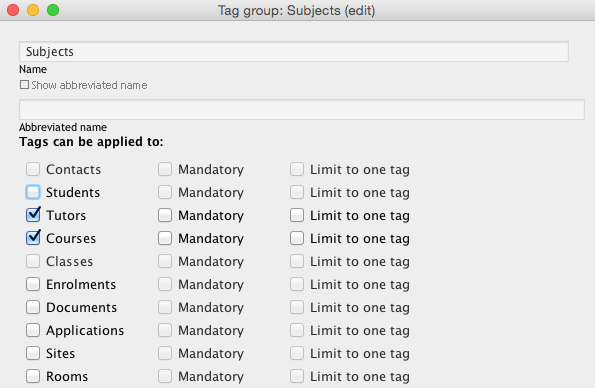 Tag group: Subjects (edit)
Subjects
Name
Show abbreviated name
Abbreviated name
Tags can be applied to:
Contacts Mandatory Limit to one tag
Students Mandatory Limit to one tag
Tutors Mandatory Limit to one tag
Courses Mandatory Limit to one tag
Classes Mandatory Limit to one tag
Enrolments Mandatory Limit to one tag
Documents Mandatory Limit to one tag
Applications Mandatory Limit to one tag
Sites Mandatory Limit to one tag
Rooms Mandatory Limit to one tag